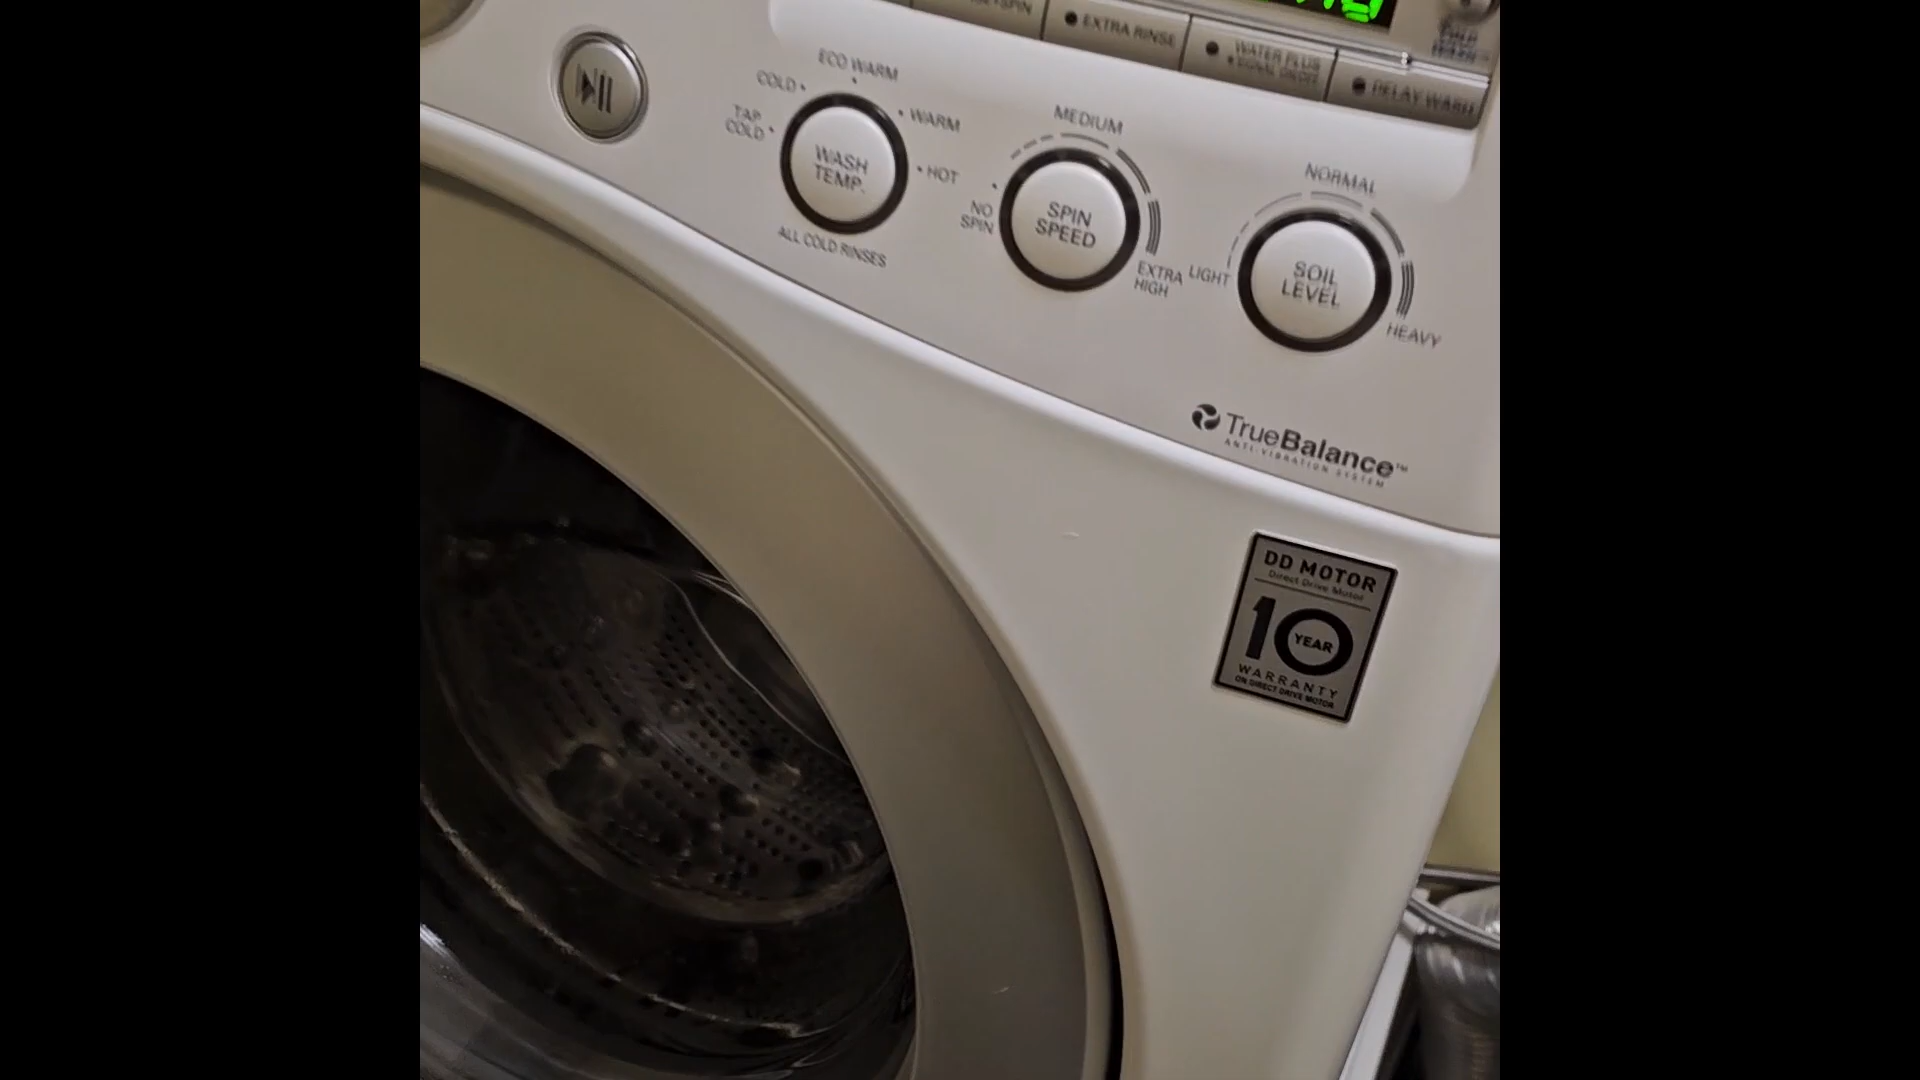 SPIN
EXTRA RINSE
WATER PLUS
DELAY WASH
ECO WARM
COLD
TAP
COLD
WARM
HOT
WASH
TEMP.
ALL COLD RINSES
MEDIUM
NO
SPIN
SPIN
SPEED
EXTRA
HIGH
NORMAL
LIGHT
SOIL
LEVEL
HEAVY
TrueBalance™
ANTI-VIBRATION SYSTEM
DD MOTOR
Direct Drive Motor
10
YEAR
WARRANTY
ON DIRECT DRIVE MOTOR